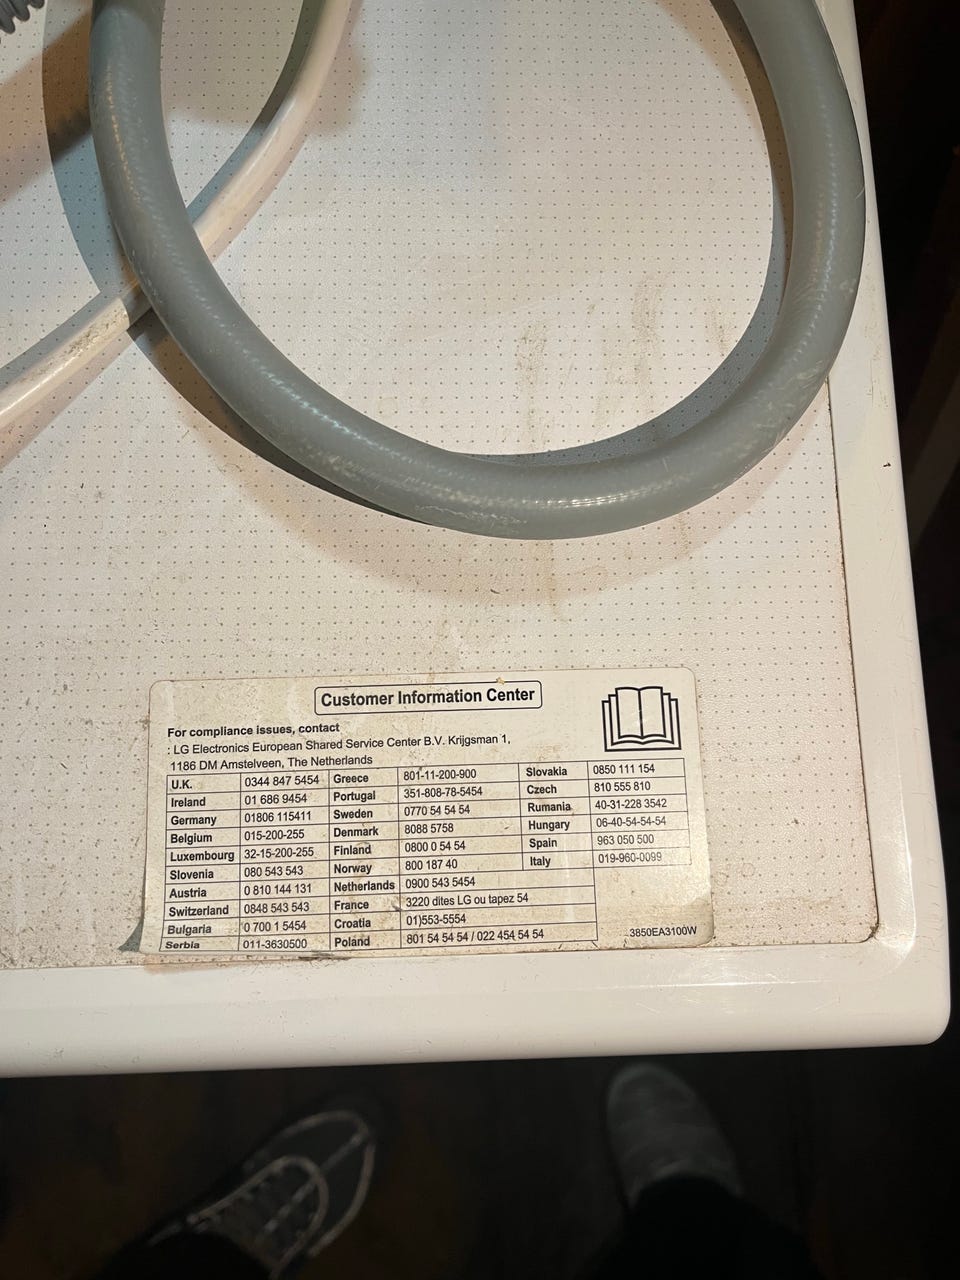 Customer Information Center
For compliance issues, contact
: LG Electronics European Shared Service Center B.V. Krijgsman 1,
1186 DM Amstelveen, The Netherlands
U.K. 0344 847 5454 Greece 801-11-200-900 Slovakia 0850 111 154
Ireland 01 686 9454 Portugal 351-808-78-5454 Czech 810 555 810
Germany 01806 115411 Sweden 0770 54 54 54 Rumania 40-31-228 3542
Belgium 015-200-255 Denmark 8088 5758 Hungary 06-40-54-54-54
Luxembourg 32-15-200-255 Finland 0800 0 54 54 Spain 963 050 500
Slovenia 080 543 543 Norway 800 187 40 Italy 019-960-0099
Austria 0 810 144 131 Netherlands 0900 543 5454
Switzerland 0848 543 543 France 3220 dites LG ou tapez 54
Bulgaria 0 700 1 5454 Croatia 01)553-5554
Serbia 011-3630500 Poland 801 54 54 54 / 022 454 54 54
3850EA3100W